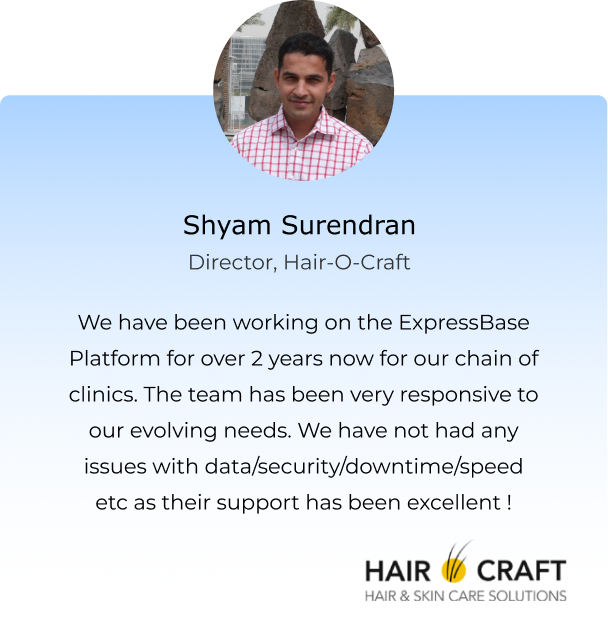 Shyam Surendran
Director, Hair-O-Craft
We have been working on the ExpressBase
Platform for over 2 years now for our chain of
clinics. The team has been very responsive to
our evolving needs. We have not had any
issues with data/security/downtime/speed
etc as their support has been excellent !
HAIR CRAFT
HAIR & SKIN CARE SOLUTIONS